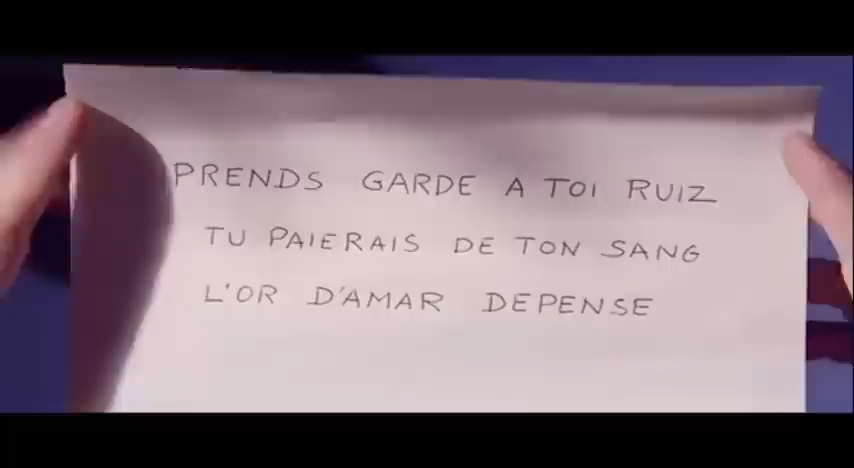 PRENDS GARDE A TOI RUIZ
TU PAIERAIS DE TON SANG
L'OR D'AMAR DEPENSE